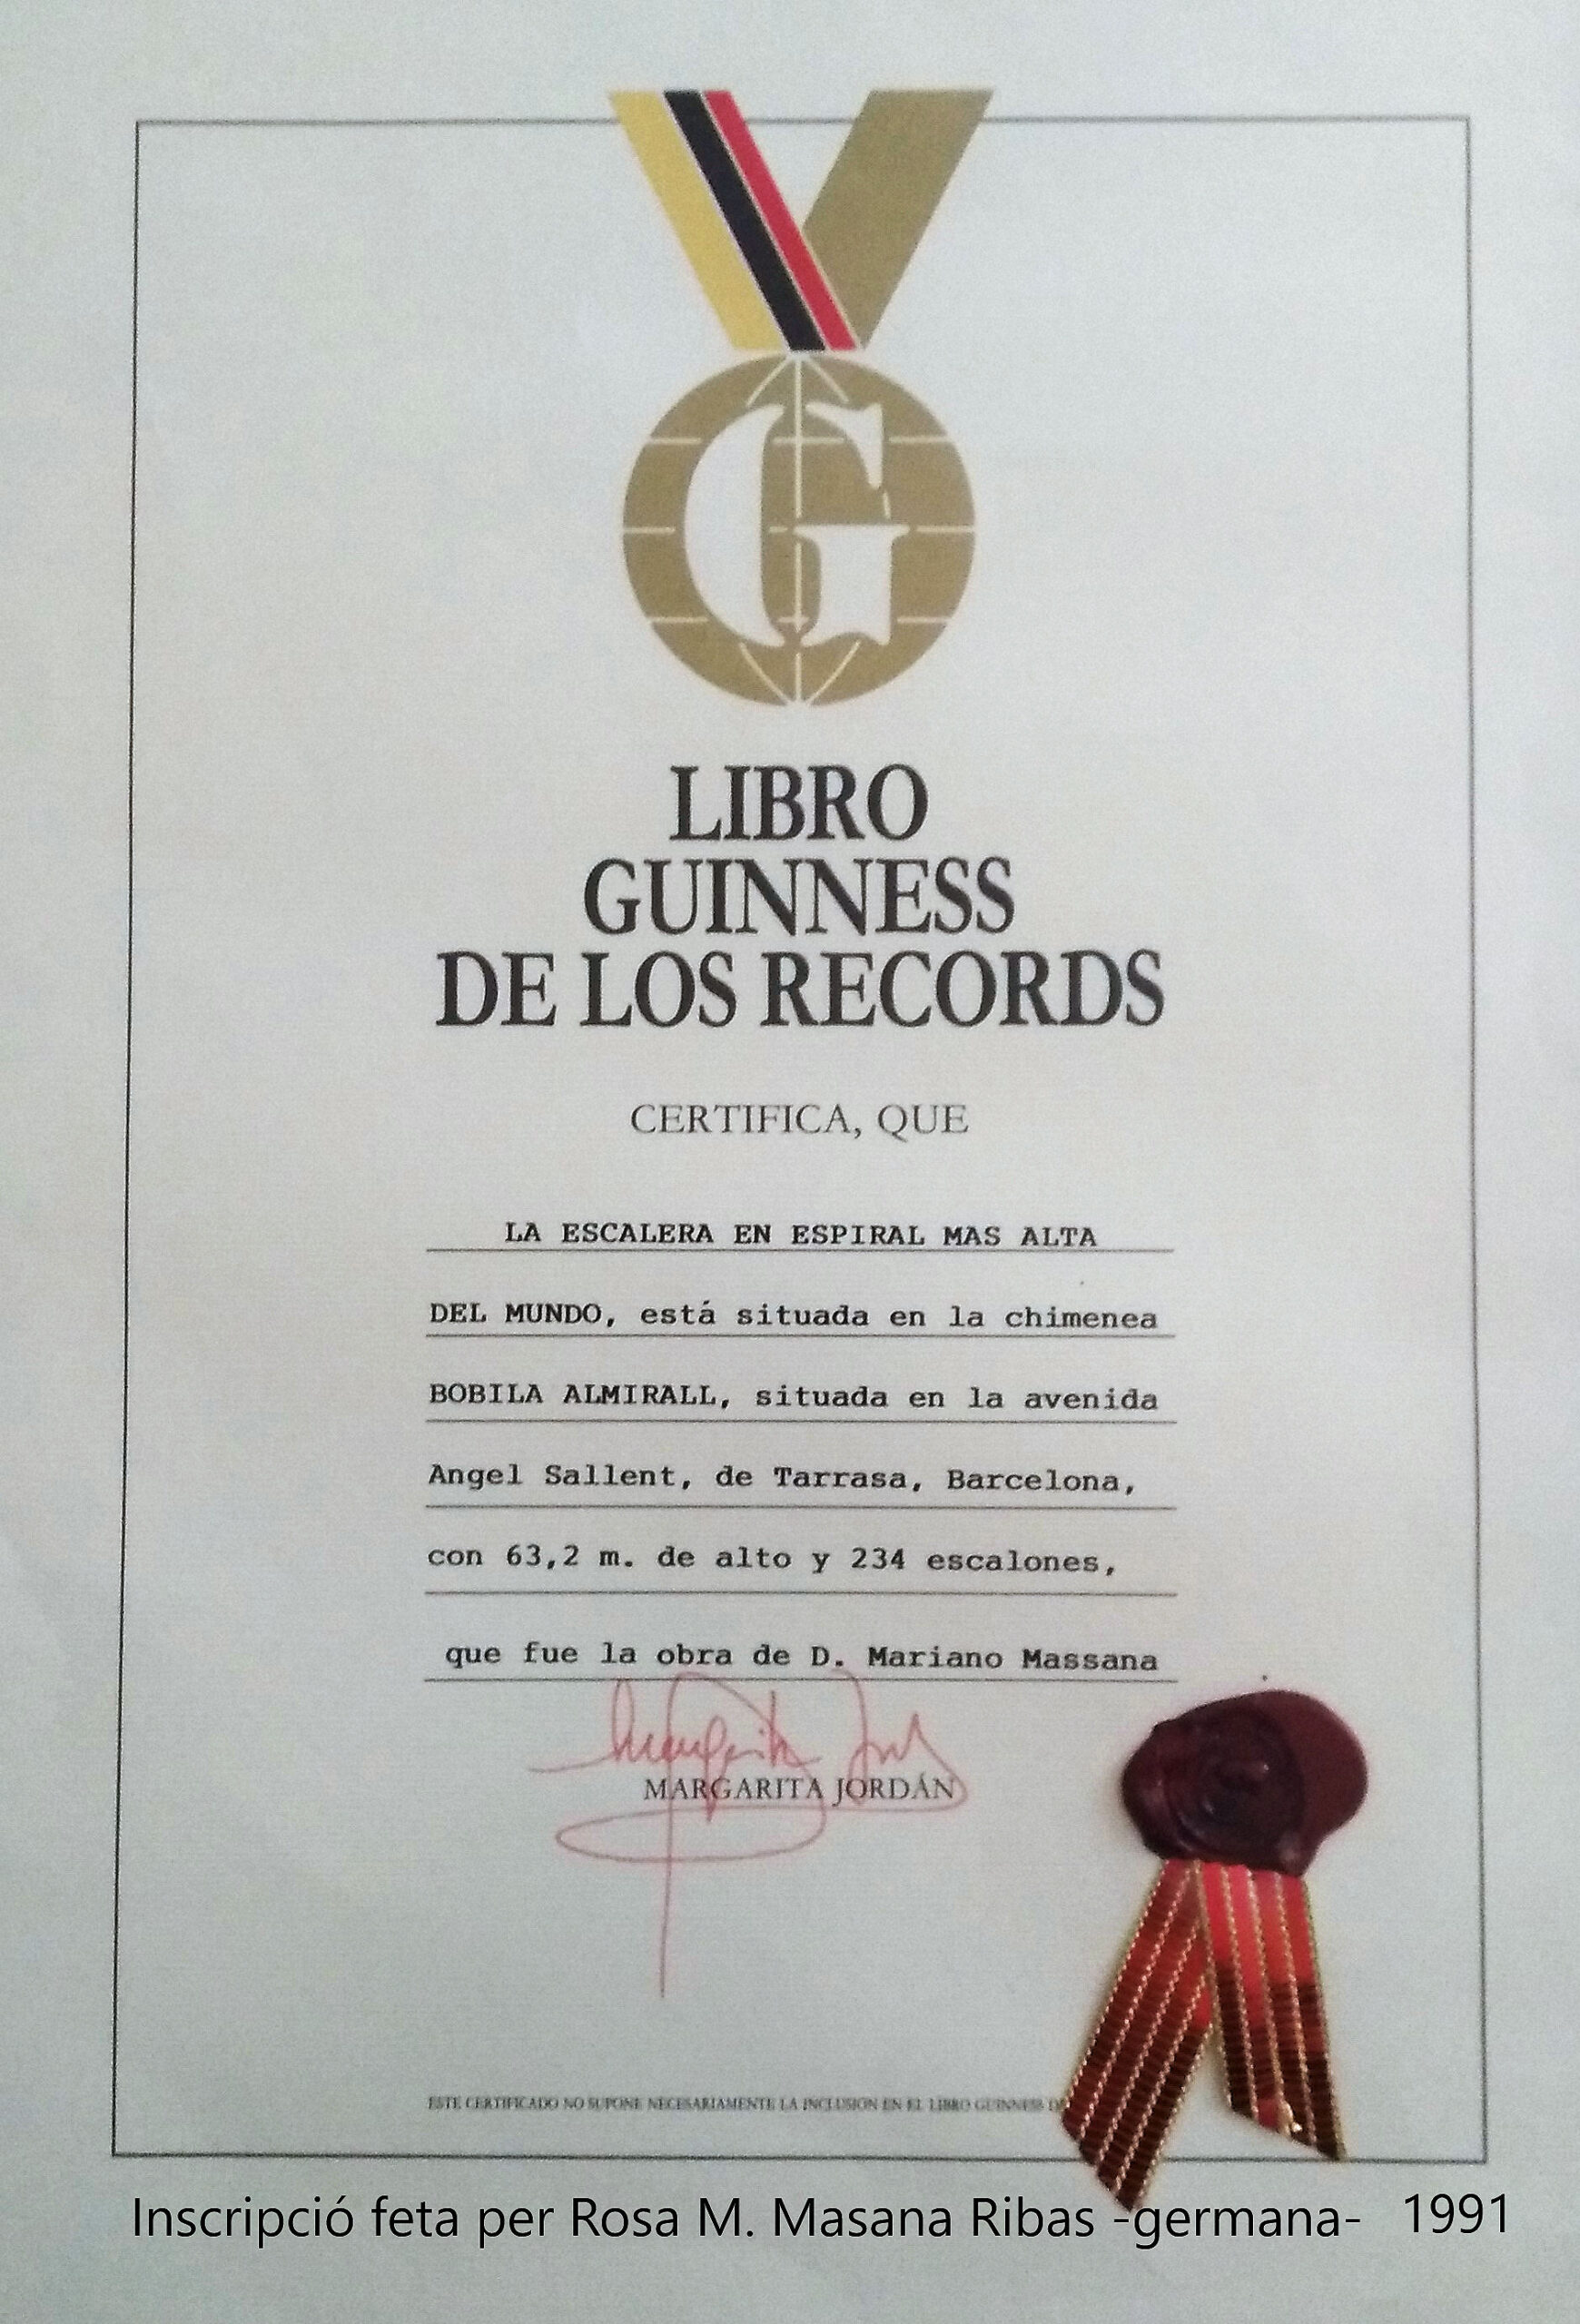 G
LIBRO
GUINNESS
DE LOS RECORDS
CERTIFICA, QUE
LA ESCALERA EN ESPIRAL MAS ALTA
DEL MUNDO, está situada en la chimenea
BOBILA ALMIRALL, situada en la avenida
Angel Sallent, de Tarrasa, Barcelona,
con 63,2 m. de alto y 234 escalones,
que fue la obra de D. Mariano Massana
MARGARITA JORDÁN
ESTE CERTIFICADO NO SUPONE NECESARIAMENTE LA INCLUSION EN EL LIBRO GUINNESS
Inscripció feta per Rosa M. Masana Ribas -germana- 1991